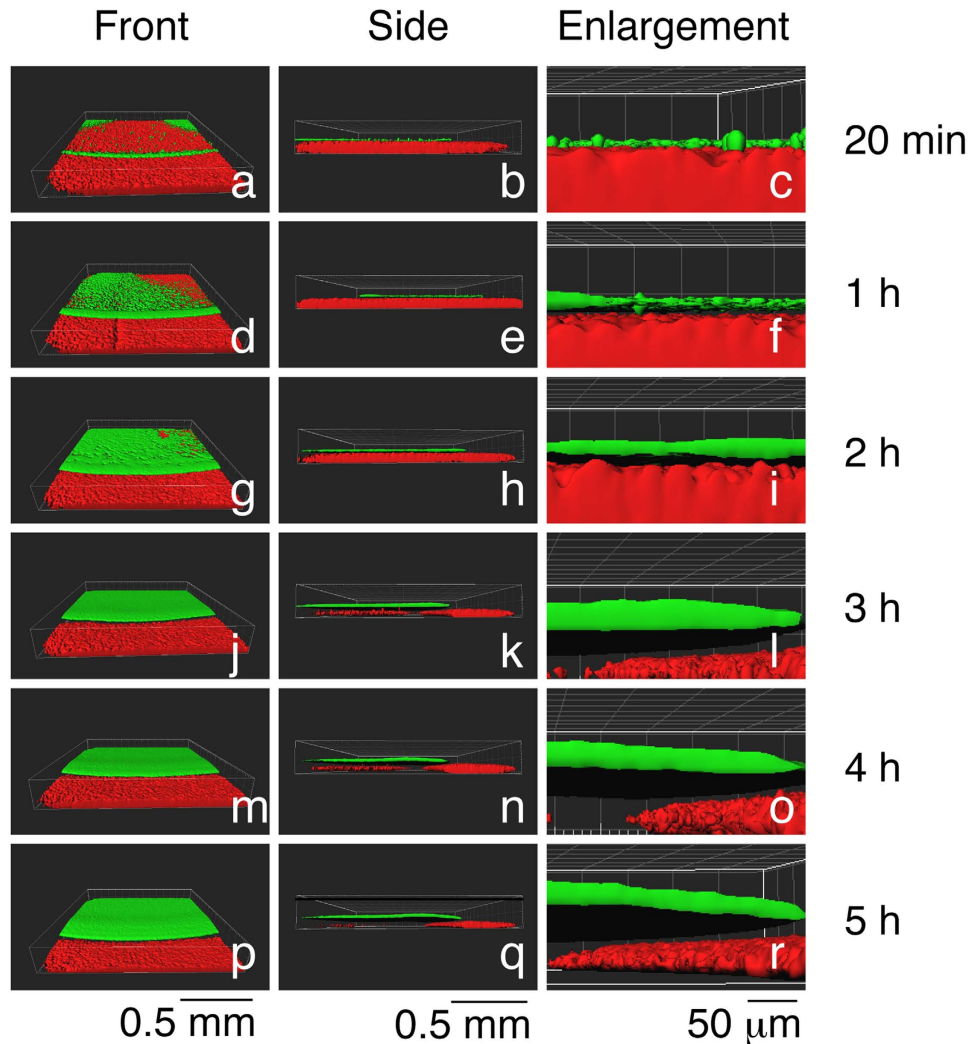 Front Side Enlargement
a b c 20 min
d e f 1 h
g h i 2 h
j k l 3 h
m n o 4 h
p q r 5 h
0.5 mm 0.5 mm 50 μm